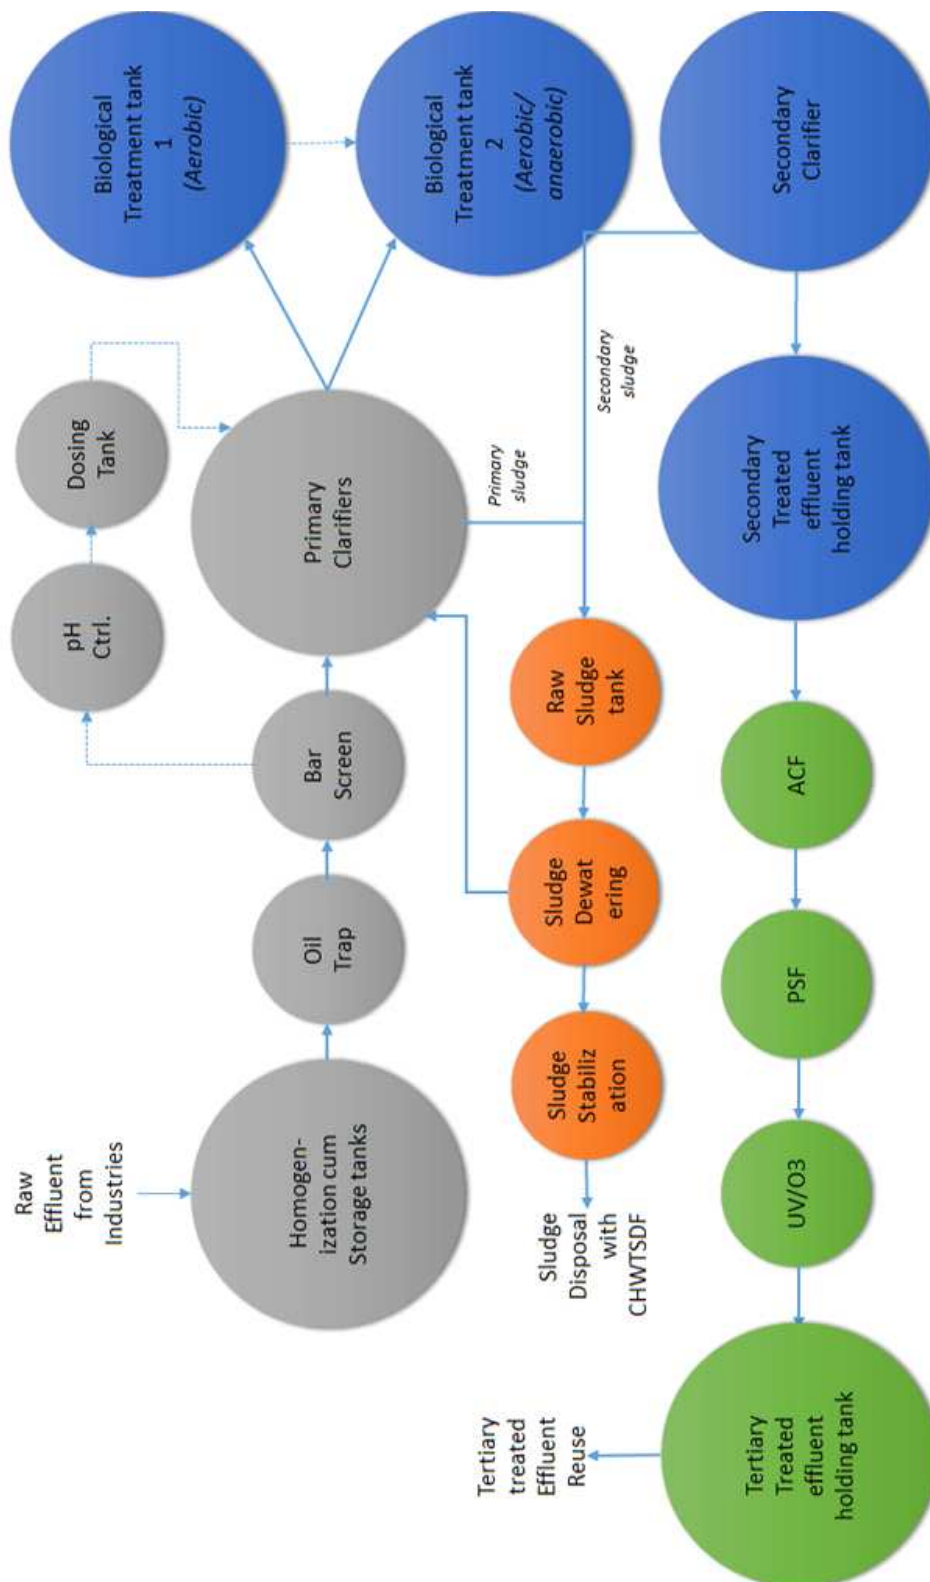 Raw
Effluent
from
Industries
Homogen-
ization cum
Storage tanks
Oil
Trap
Bar
Screen
pH
Ctrl.
Dosing
Tank
Primary
Clarifiers
Biological
Treatment tank
1
(Aerobic)
Biological
Treatment tank
2
(Aerobic/
anaerobic)
Primary
sludge
Secondary
sludge
Sludge
Disposal
with
CHWTSDF
Sludge
Stabiliz
ation
Sludge
Dewat
ering
Raw
Sludge
tank
Secondary
Clarifier
Secondary
Treated
effluent
holding tank
ACF
PSF
UV/O3
Tertiary
Treated
effluent
holding tank
Tertiary
treated
Effluent
Reuse